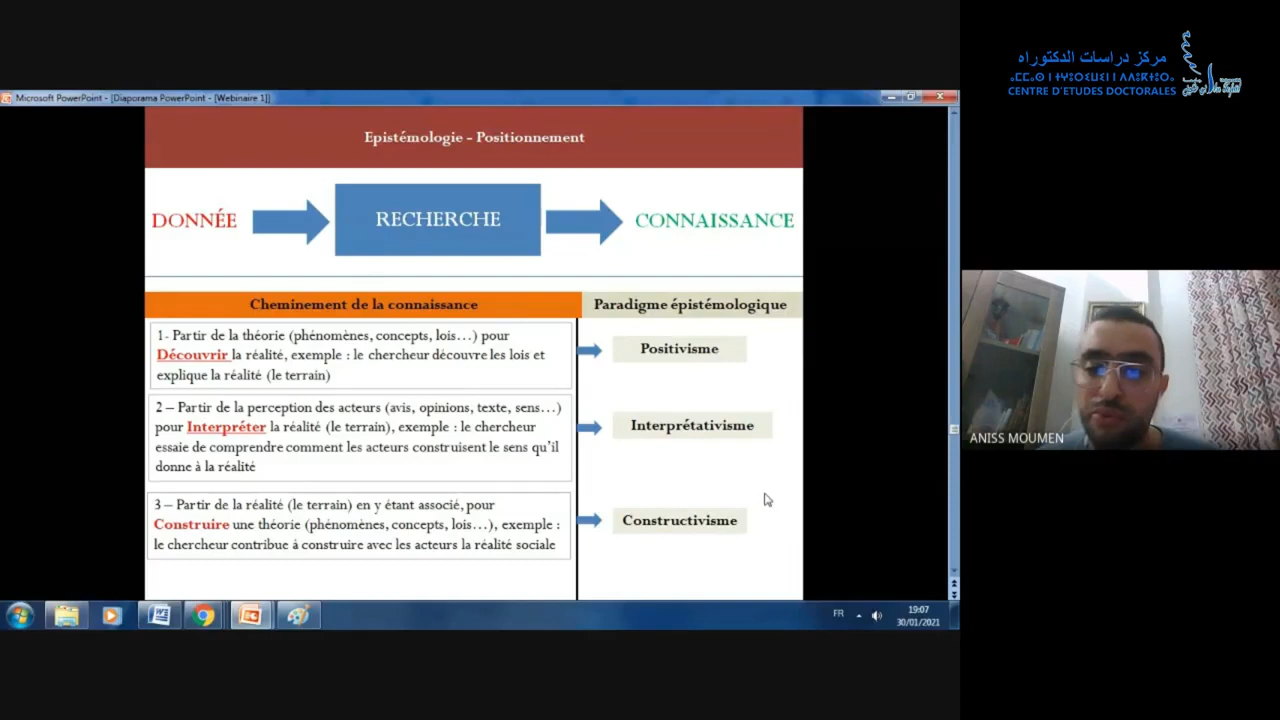 مركز دراسات الدكتوراه
CENTRE D'ETUDES DOCTORALES
Microsoft PowerPoint - [Diaporama PowerPoint - [Webinaire 1]]
Epistémologie - Positionnement
DONNÉE
RECHERCHE
CONNAISSANCE
Cheminement de la connaissance
Paradigme épistémologique
1- Partir de la théorie (phénomènes, concepts, lois…) pour
Découvrir la réalité, exemple : le chercheur découvre les lois et
explique la réalité (le terrain)
Positivisme
2 – Partir de la perception des acteurs (avis, opinions, texte, sens…)
pour Interpréter la réalité (le terrain), exemple : le chercheur
essaie de comprendre comment les acteurs construisent le sens qu'il
donne à la réalité
Interprétativisme
3 – Partir de la réalité (le terrain) en y étant associé, pour
Construire une théorie (phénomènes, concepts, lois…), exemple :
le chercheur contribue à construire avec les acteurs la réalité sociale
Constructivisme
ANISS MOUMEN
FR
19:07
30/01/2021